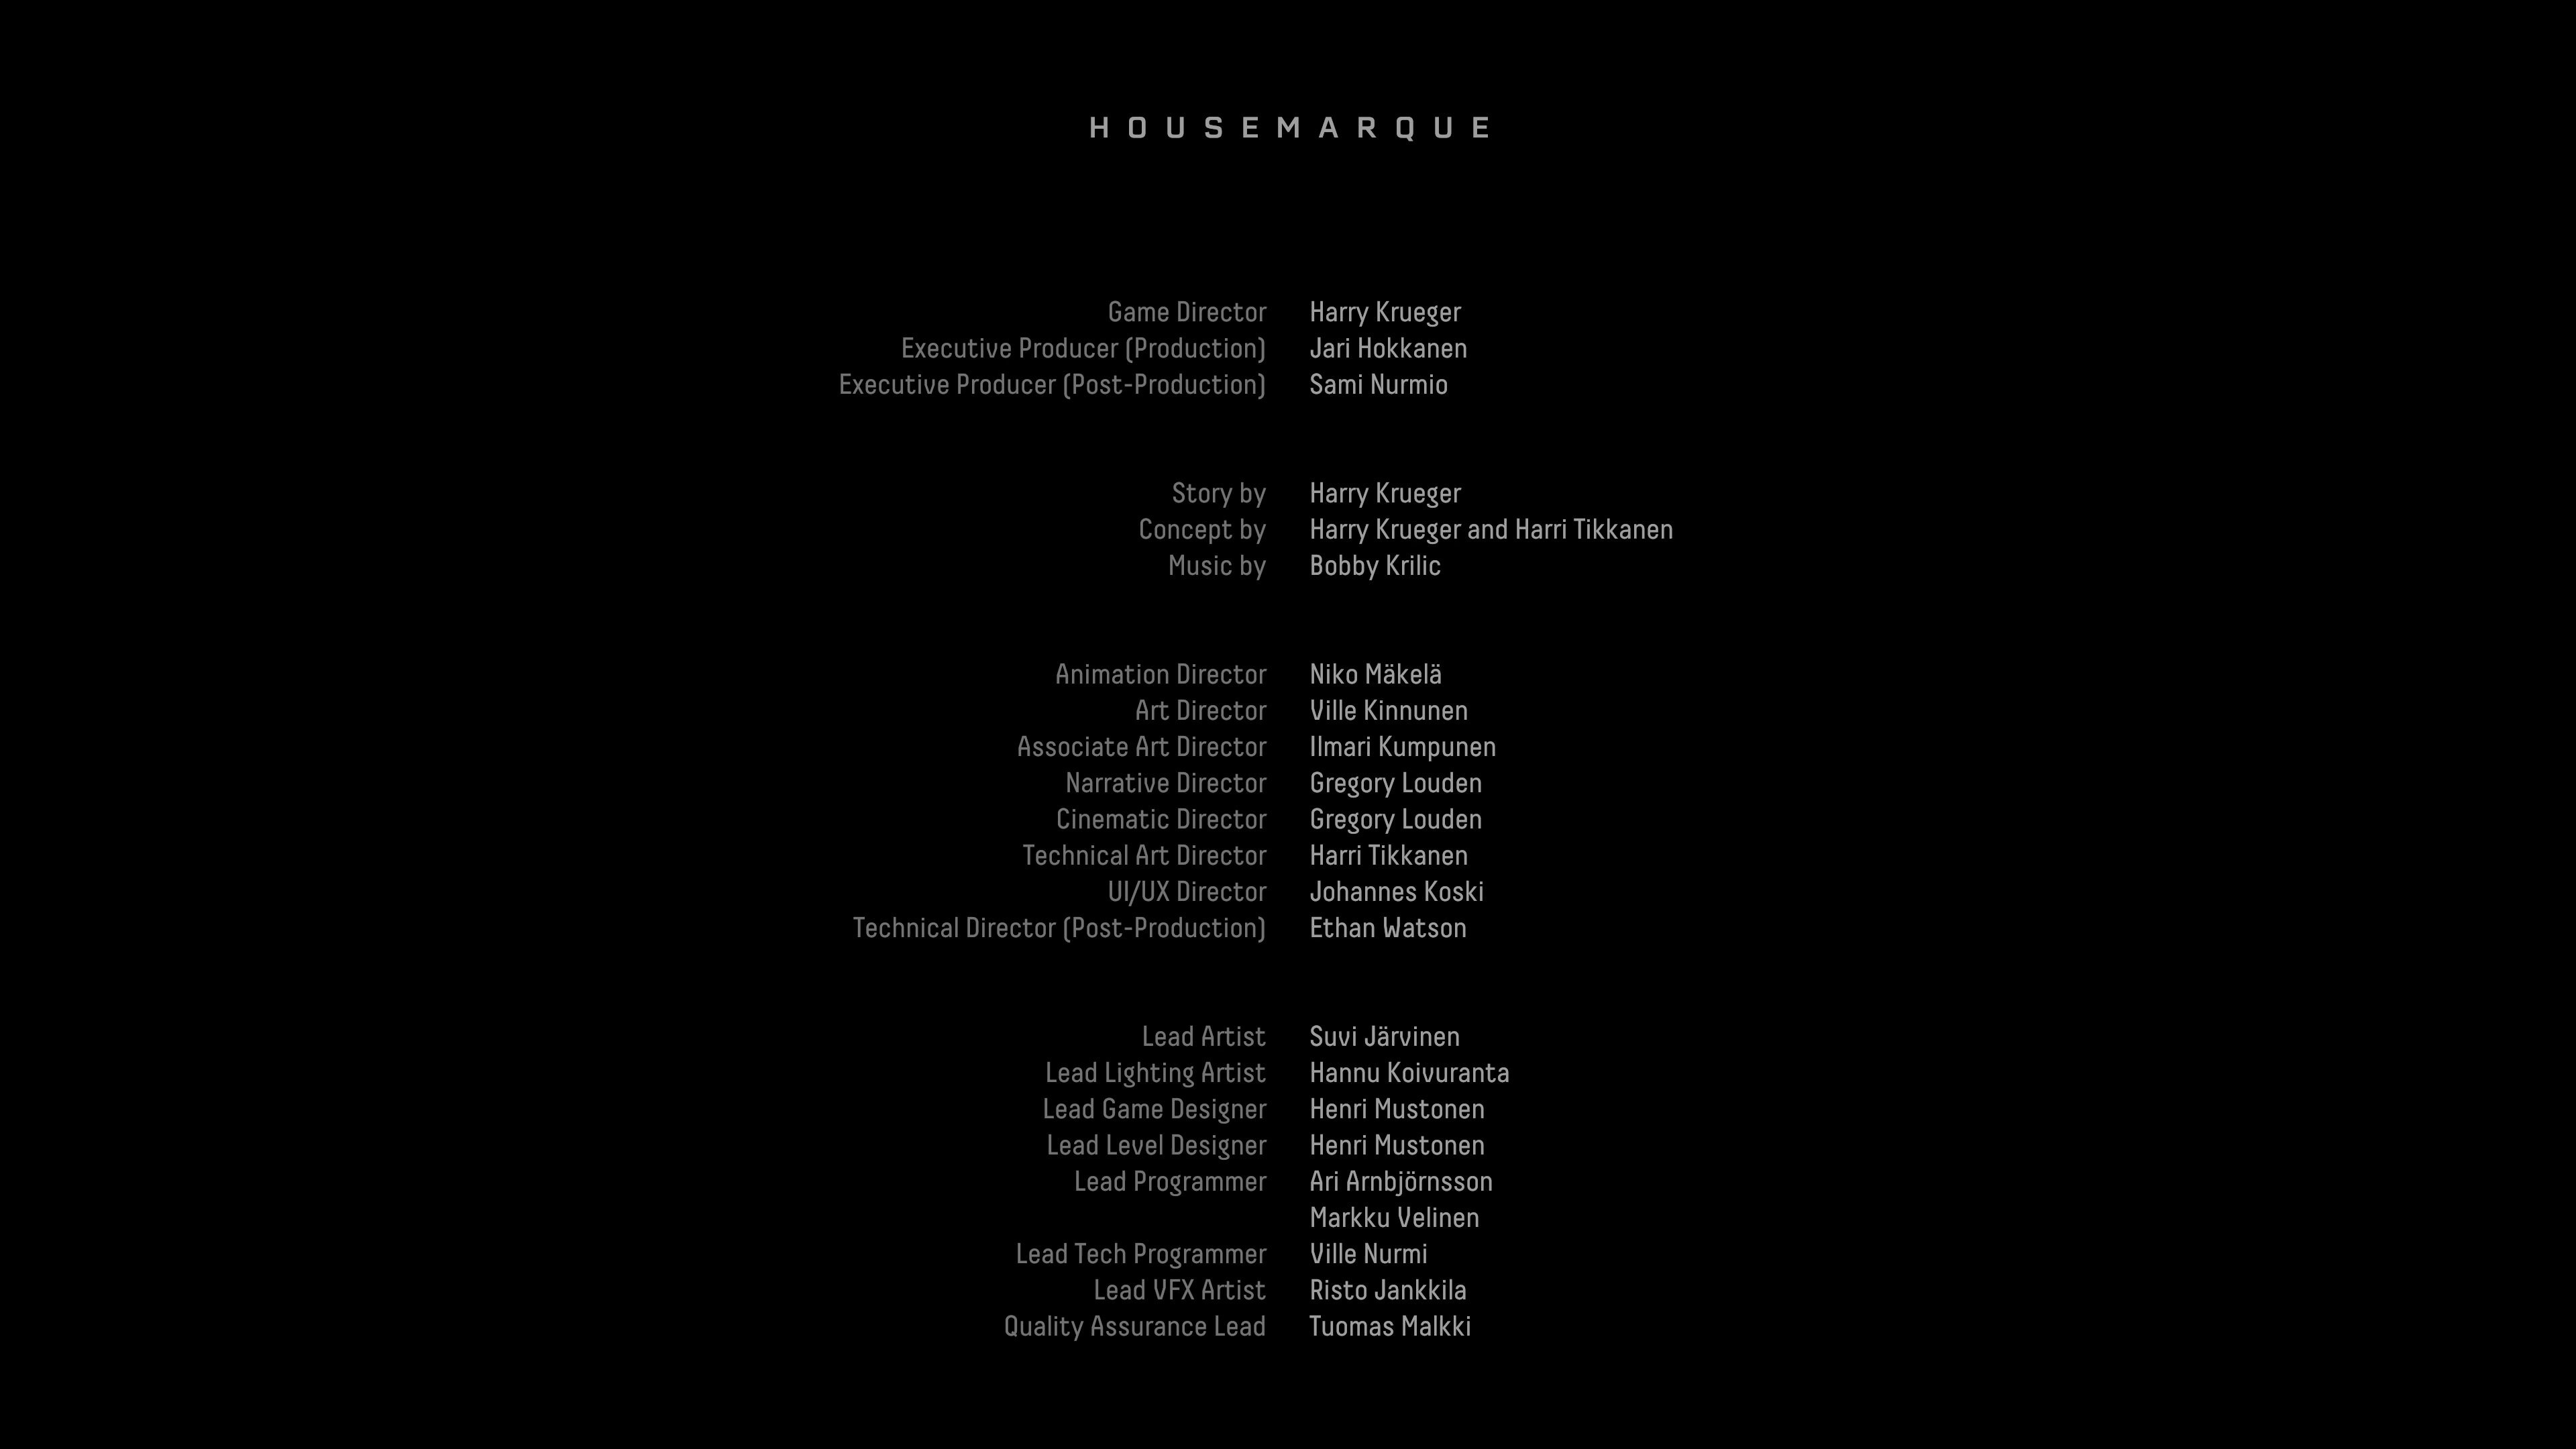 HOUSEMARQUE
Game Director Harry Krueger
Executive Producer (Production) Jari Hokkanen
Executive Producer (Post-Production) Sami Nurmio
Story by Harry Krueger
Concept by Harry Krueger and Harri Tikkanen
Music by Bobby Krilic
Animation Director Niko Mäkelä
Art Director Ville Kinnunen
Associate Art Director Ilmari Kumpunen
Narrative Director Gregory Louden
Cinematic Director Gregory Louden
Technical Art Director Harri Tikkanen
UI/UX Director Johannes Koski
Technical Director (Post-Production) Ethan Watson
Lead Artist Suvi Järvinen
Lead Lighting Artist Hannu Koivuranta
Lead Game Designer Henri Mustonen
Lead Level Designer Henri Mustonen
Lead Programmer Ari Arnbjörnsson
Markku Velinen
Lead Tech Programmer Ville Nurmi
Lead VFX Artist Risto Jankkila
Quality Assurance Lead Tuomas Malkki